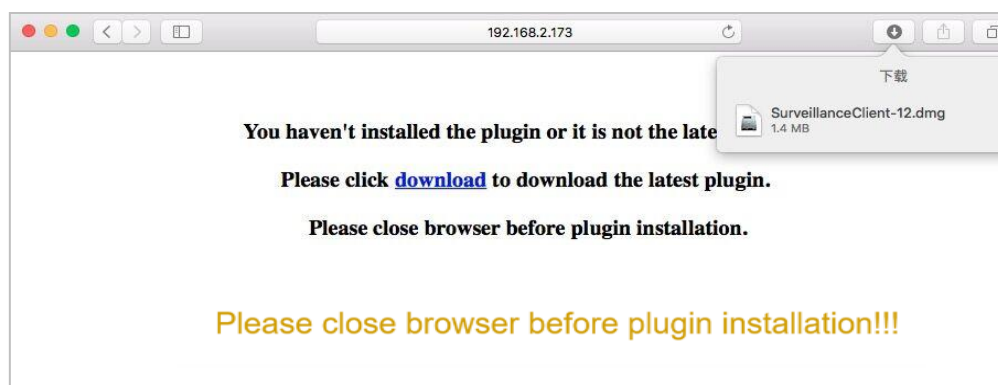 192.168.2.173
下载
SurveillanceClient-12.dmg
1.4 MB
You haven't installed the plugin or it is not the late
Please click download to download the latest plugin.
Please close browser before plugin installation.
Please close browser before plugin installation!!!